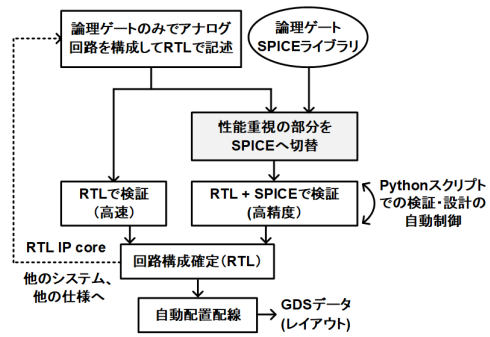 論理ゲートのみでアナログ
回路を構成してRTLで記述
論理ゲート
SPICEライブラリ
性能重視の部分を
SPICEへ切替
RTLで検証
（高速）
RTL + SPICEで検証
(高精度）
Pythonスクリプト
での検証・設計の
自動制御
RTL IP core
回路構成確定（RTL）
他のシステム、
他の仕様へ
自動配置配線
GDSデータ
(レイアウト)